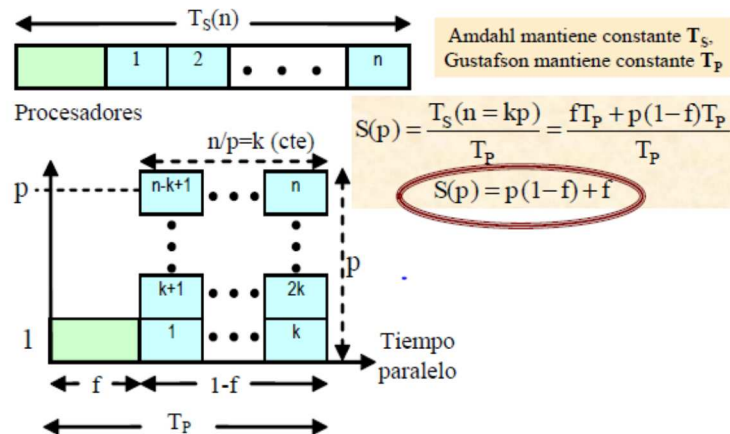 T_S(n)
1 2 • • • n
Amdahl mantiene constante T_S,
Gustafson mantiene constante T_P
Procesadores
n/p=k (cte)
S(p) = T_S(n = kp) / T_P = fT_P + p(1−f)T_P / T_P
S(p) = p(1−f)+f
p
n-k+1 • • • n
p
k+1 • • • 2k
1
1 • • • k
Tiempo
paralelo
f
1-f
T_P